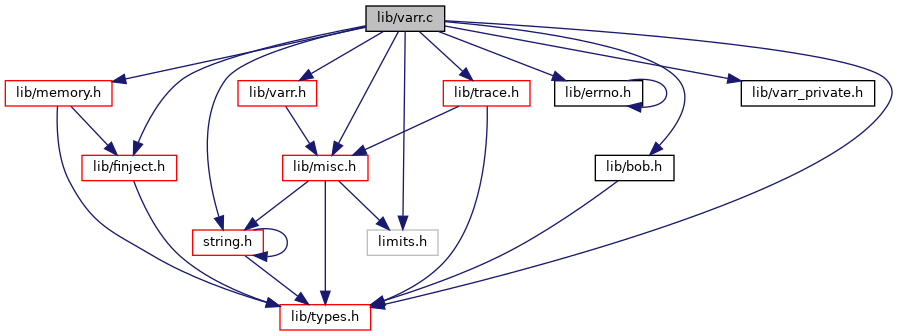 lib/varr.c
lib/memory.h
lib/varr.h
lib/trace.h
lib/errno.h
lib/varr_private.h
lib/finject.h
lib/misc.h
lib/bob.h
string.h
limits.h
lib/types.h